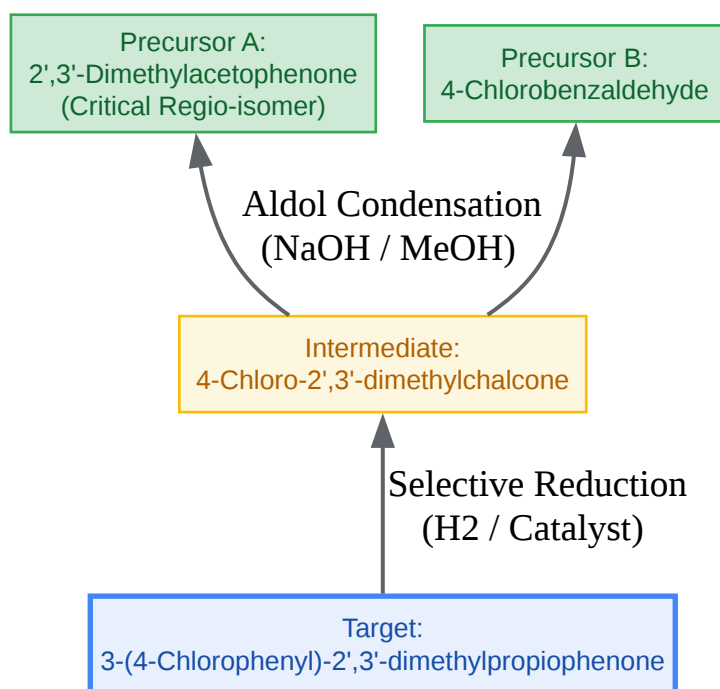 Precursor A:
2',3'-Dimethylacetophenone
(Critical Regio-isomer)
Precursor B:
4-Chlorobenzaldehyde
Aldol Condensation
(NaOH / MeOH)
Intermediate:
4-Chloro-2',3'-dimethylchalcone
Selective Reduction
(H2 / Catalyst)
Target:
3-(4-Chlorophenyl)-2',3'-dimethylpropiophenone